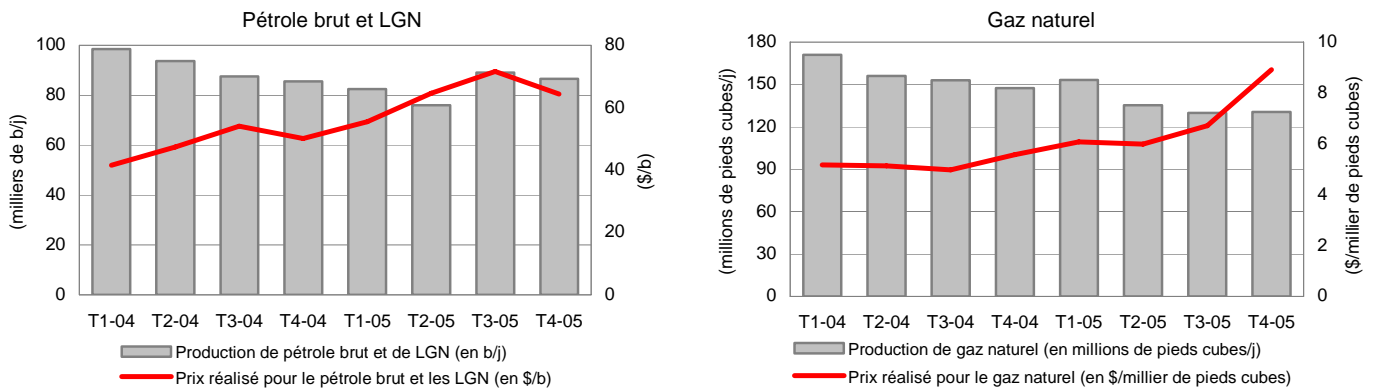 Pétrole brut et LGN
100
80
60
40
20
0
(milliers de b/j)
80
60
40
20
0
($/b)
T1-04 T2-04 T3-04 T4-04 T1-05 T2-05 T3-05 T4-05
Production de pétrole brut et de LGN (en b/j)
Prix réalisé pour le pétrole brut et les LGN (en $/b)
Gaz naturel
180
150
120
90
60
30
0
(millions de pieds cubes/j)
10
8
6
4
2
0
($/millier de pieds cubes)
T1-04 T2-04 T3-04 T4-04 T1-05 T2-05 T3-05 T4-05
Production de gaz naturel (en millions de pieds cubes/j)
Prix réalisé pour le gaz naturel (en $/millier de pieds cubes)